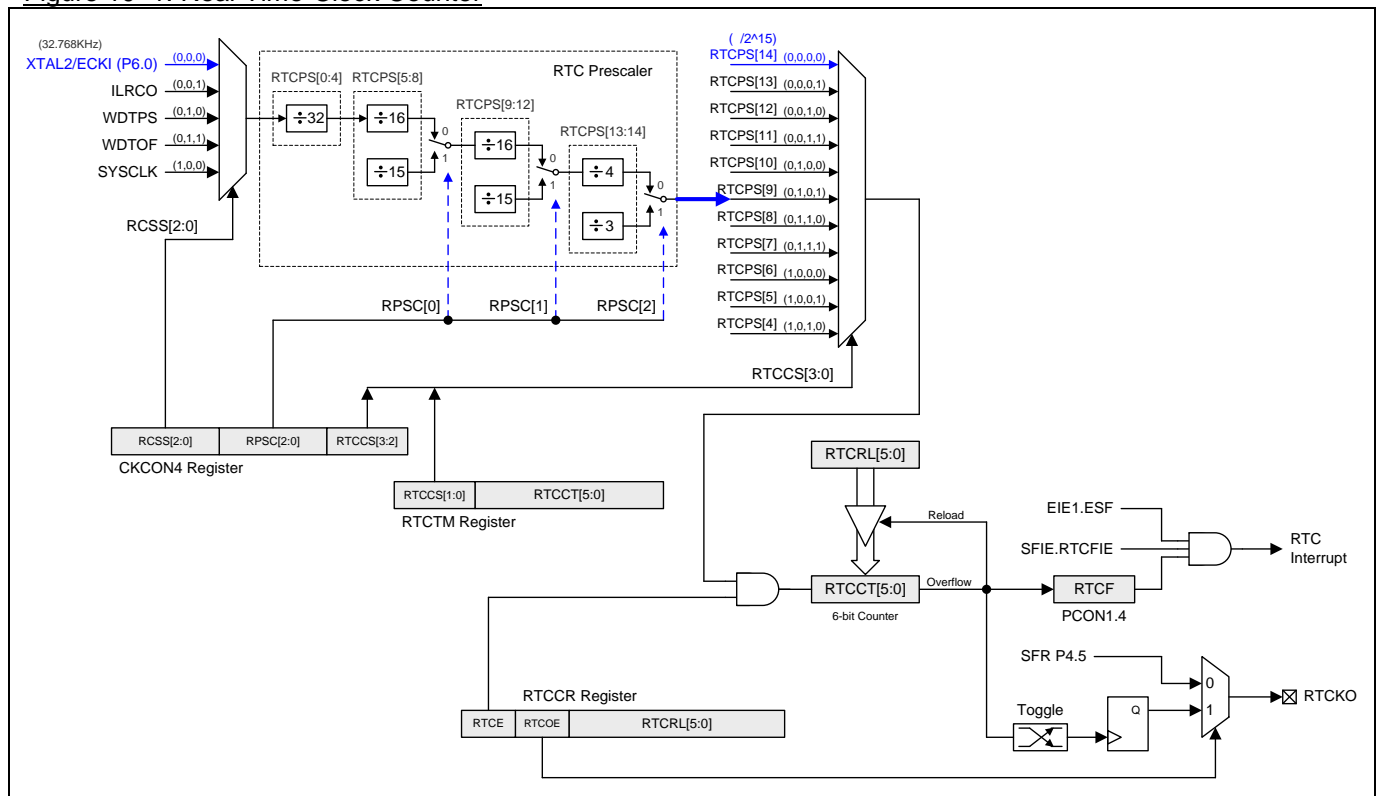 (32.768KHz)
XTAL2/ECKI (P6.0) (0,0,0)
ILRCO (0,0,1)
WDTPS (0,1,0)
WDTOF (0,1,1)
SYSCLK (1,0,0)
RCSS[2:0]
RTC Prescaler
RTCPS[0:4]
÷32
RTCPS[5:8]
÷16
÷15
0
1
RTCPS[9:12]
÷16
÷15
0
1
RTCPS[13:14]
÷4
÷3
0
1
RPSC[0]
RPSC[1]
RPSC[2]
( /2^15)
RTCPS[14] (0,0,0,0)
RTCPS[13] (0,0,0,1)
RTCPS[12] (0,0,1,0)
RTCPS[11] (0,0,1,1)
RTCPS[10] (0,1,0,0)
RTCPS[9] (0,1,0,1)
RTCPS[8] (0,1,1,0)
RTCPS[7] (0,1,1,1)
RTCPS[6] (1,0,0,0)
RTCPS[5] (1,0,0,1)
RTCPS[4] (1,0,1,0)
RTCCS[3:0]
RCSS[2:0] RPSC[2:0] RTCCS[3:2]
CKCON4 Register
RTCCS[1:0] RTCCT[5:0]
RTCTM Register
RTCRL[5:0]
Reload
RTCCT[5:0]
Overflow
6-bit Counter
EIE1.ESF
SFIE.RTCFIE
RTC
Interrupt
RTCF
PCON1.4
SFR P4.5
0
1
RTCKO
Toggle
Q
RTCCR Register
RTCE RTCOE RTCRL[5:0]